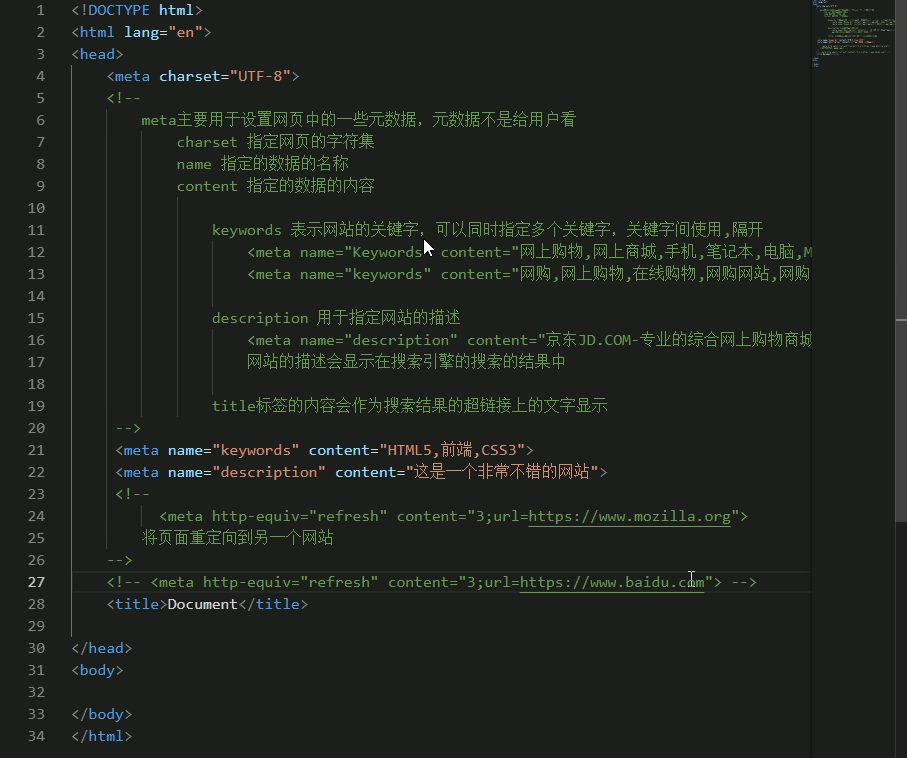 1 <!DOCTYPE html>
2 <html lang="en">
3 <head>
4 <meta charset="UTF-8">
5 <!--
6 meta主要用于设置网页中的一些元数据，元数据不是给用户看
7 charset 指定网页的字符集
8 name 指定的数据的名称
9 content 指定的数据的内容
10
11 keywords 表示网站的关键字，可以同时指定多个关键字，关键字间使用,隔开
12 <meta name="Keywords" content="网上购物,网上商城,手机,笔记本,电脑,M
13 <meta name="keywords" content="网购,网上购物,在线购物,网购网站,网购
14
15 description 用于指定网站的描述
16 <meta name="description" content="京东JD.COM-专业的综合网上购物商城
17 网站的描述会显示在搜索引擎的搜索的结果中
18
19 title标签的内容会作为搜索结果的超链接上的文字显示
20 -->
21 <meta name="keywords" content="HTML5,前端,CSS3">
22 <meta name="description" content="这是一个非常不错的网站">
23 <!--
24 <meta http-equiv="refresh" content="3;url=https://www.mozilla.org">
25 将页面重定向到另一个网站
26 -->
27 <!-- <meta http-equiv="refresh" content="3;url=https://www.baidu.com"> -->
28 <title>Document</title>
29
30 </head>
31 <body>
32
33 </body>
34 </html>